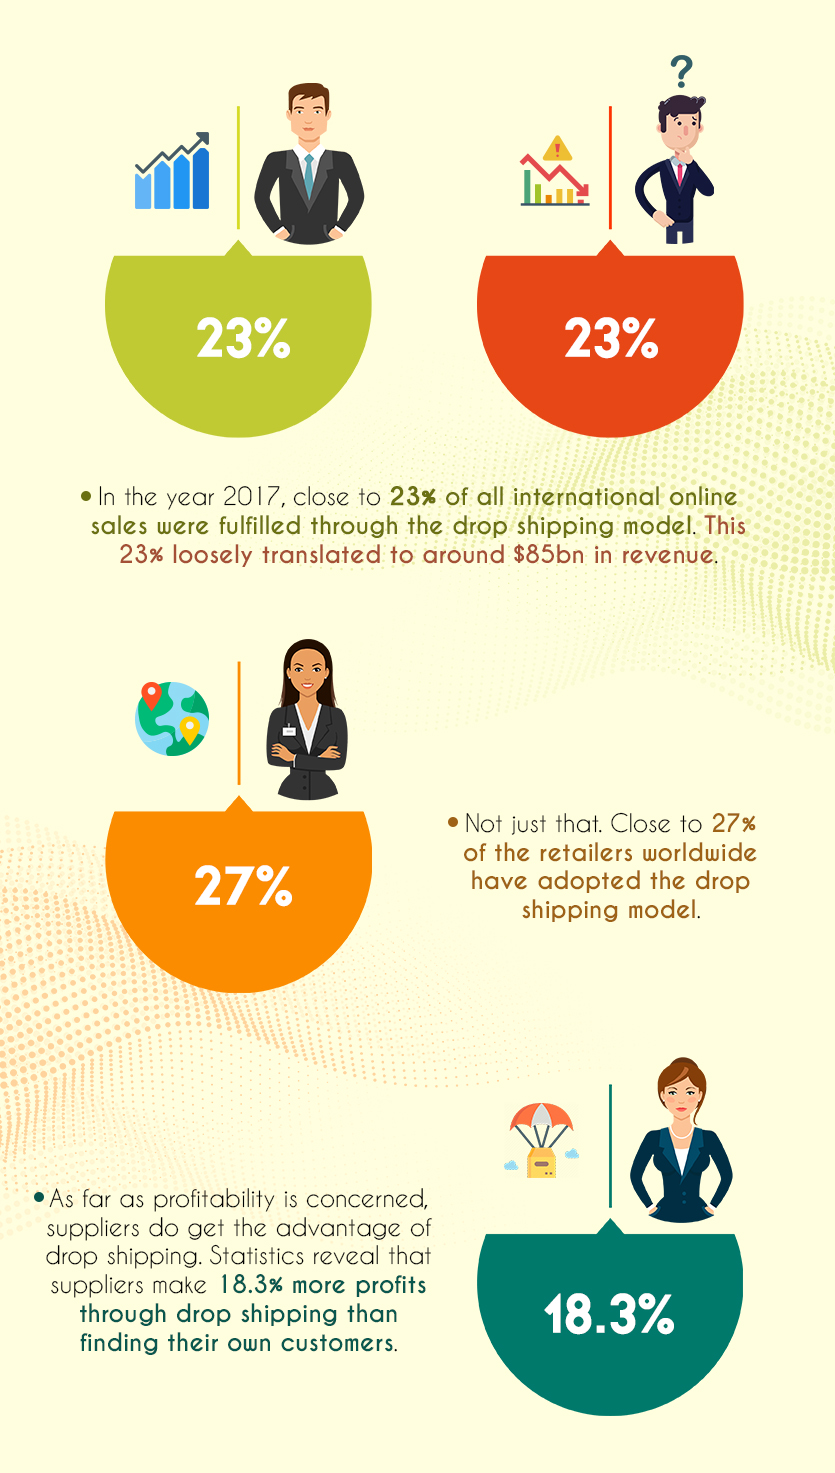 ?
23%
23%
• In the year 2017, close to 23% of all international online
sales were fulfilled through the drop shipping model. This
23% loosely translated to around $85bn in revenue.
27%
• Not just that. Close to 27%
of the retailers worldwide
have adopted the drop
shipping model.
• As far as profitability is concerned,
suppliers do get the advantage of
drop shipping. Statistics reveal that
suppliers make 18.3% more profits
through drop shipping than
finding their own customers.
18.3%